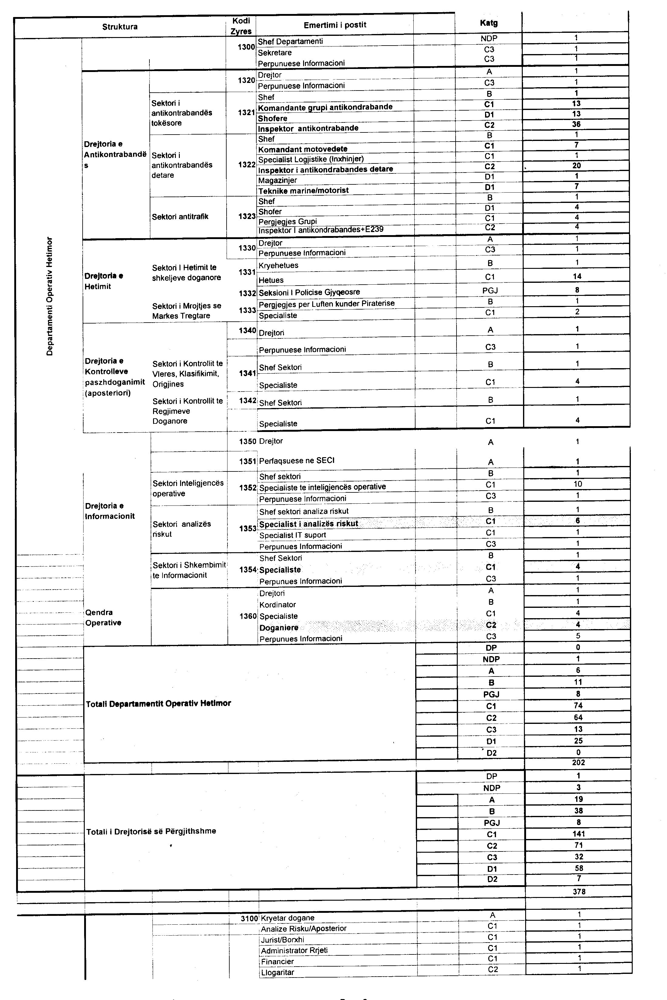 Struktura Kodi Zyres Emertimi i postit Katg
Departamenti Operativ Hetimor
1300 Shef Departamenti NDP 1
Sekretare C3 1
Perpunuese Informacioni C3 1
Drejtoria e Antikontrabandë s
1320 Drejtor A 1
Perpunuese Informacioni C3 1
Sektori i antikontrabandës tokësore
1321 Shef B 1
Komandante grupi antikondrabande C1 13
Shofere D1 13
Inspektor antikontrabande C2 36
Sektori i antikontrabandës detare
1322 Shef B 1
Komandant motovedete C1 7
Specialist Logjistike (Inxhinjer) C1 1
Inspektor i antikondrabandes detare C2 20
Magazinjer D1 1
Teknike marine/motorist D1 7
Sektori antitrafik
1323 Shef B 1
Shofer D1 4
Pergjegjes Grupi C1 4
Inspektor I antikondrabandes+E239 C2 4
Drejtoria e Hetimit
1330 Drejtor A 1
Perpunuese Informacioni C3 1
Sektori I Hetimit te shkeljeve doganore
1331 Kryehetues B 1
Hetues C1 14
1332 Seksioni I Policise Gjyqeosre PGJ 8
Sektori i Mrojtjes se Markes Tregtare
1333 Pergjegjes per Luften kunder Piraterise B 1
Specialiste C1 2
Drejtoria e Kontrolleve paszhdoganimit (aposteriori)
1340 Drejtori A 1
Perpunuese Informacioni C3 1
Sektori i Kontrollit te Vleres, Klasifikimit, Origjines
1341 Shef Sektori B 1
Specialiste C1 4
Sektori i Kontrollit te Regjimeve Doganore
1342 Shef Sektori B 1
Specialiste C1 4
Drejtoria e Informacionit
1350 Drejtor A 1
1351 Perfaqsuese ne SECI A 1
Sektori Inteligjencës operative
1352 Shef sektori B 1
Specialiste te inteligjencës operative C1 10
Perpunuese Informacioni C3 1
Sektori analizës riskut
1353 Shef sektori analiza riskut B 1
Specialist i analizës riskut C1 6
Specialist IT suport C1 1
Perpunues Informacioni C3 1
Sektori i Shkembimit te Informacionit
1354 Shef Sektori B 1
Specialiste C1 4
Perpunues Informacioni C3 1
Qendra Operative
1360 Drejtori A 1
Kordinator B 1
Specialiste C1 4
Doganiere C2 4
Perpunues Informacioni C3 5
Totali Departamentit Operativ Hetimor
DP 0
NDP 1
A 6
B 11
PGJ 8
C1 74
C2 64
C3 13
D1 25
D2 0
202
Totali i Drejtorisë së Përgjithshme
DP 1
NDP 3
A 19
B 38
PGJ 8
C1 141
C2 71
C3 32
D1 58
D2 7
378
3100 Kryetar dogane A 1
Analize Risku/Aposterior C1 1
Jurist/Borxhi C1 1
Administrator Rrjeti C1 1
Financier C1 1
Llogaritar C2 1